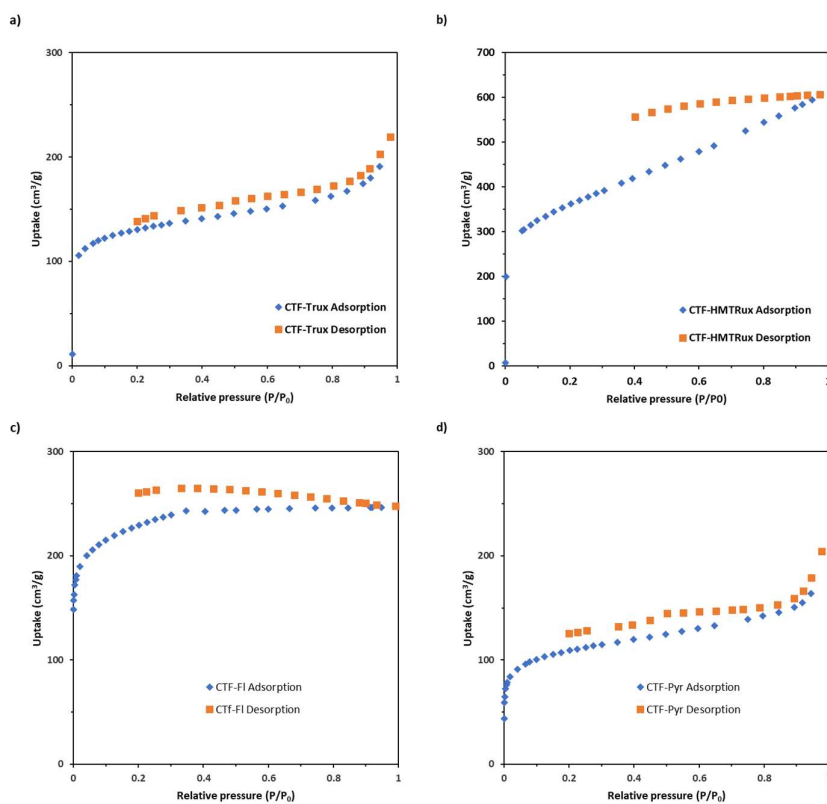 a)
300
200
100
0
Uptake (cm³/g)
0
0.2
0.4
0.6
0.8
1
Relative pressure (P/P₀)
CTF-Trux Adsorption
CTF-Trux Desorption
b)
700
600
500
400
300
200
100
0
Uptake (cm³/g)
0
0.2
0.4
0.6
0.8
Relative pressure (P/P0)
CTF-HMTRux Adsorption
CTF-HMTRux Desorption
c)
300
200
100
0
Uptake (cm³/g)
0
0.2
0.4
0.6
0.8
1
Relative pressure (P/P₀)
CTF-Fl Adsorption
CTf-Fl Desorption
d)
300
200
100
0
Uptake (cm³/g)
0
0.2
0.4
0.6
0.8
Relative pressure (P/P₀)
CTF-Pyr Adsorption
CTF-Pyr Desorption